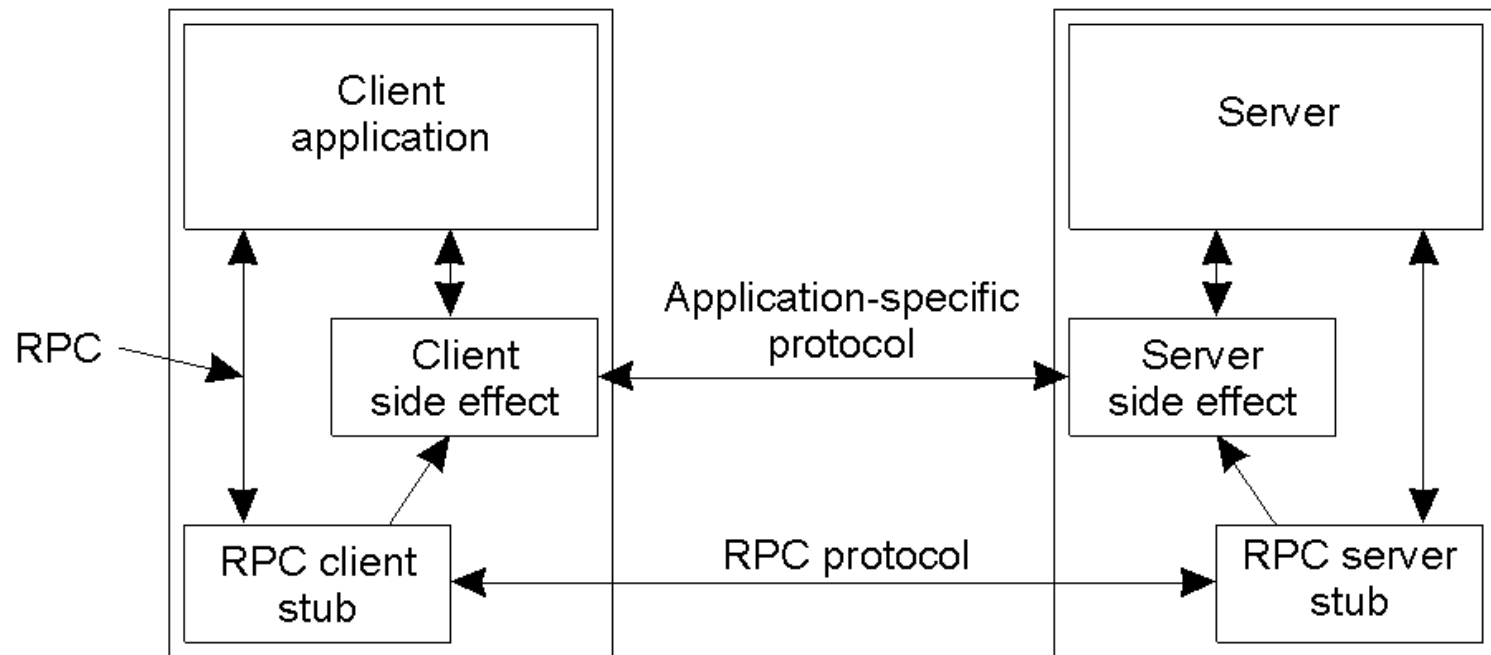 Client
application
Server
Application-specific
protocol
RPC
Client
side effect
Server
side effect
RPC client
stub
RPC protocol
RPC server
stub